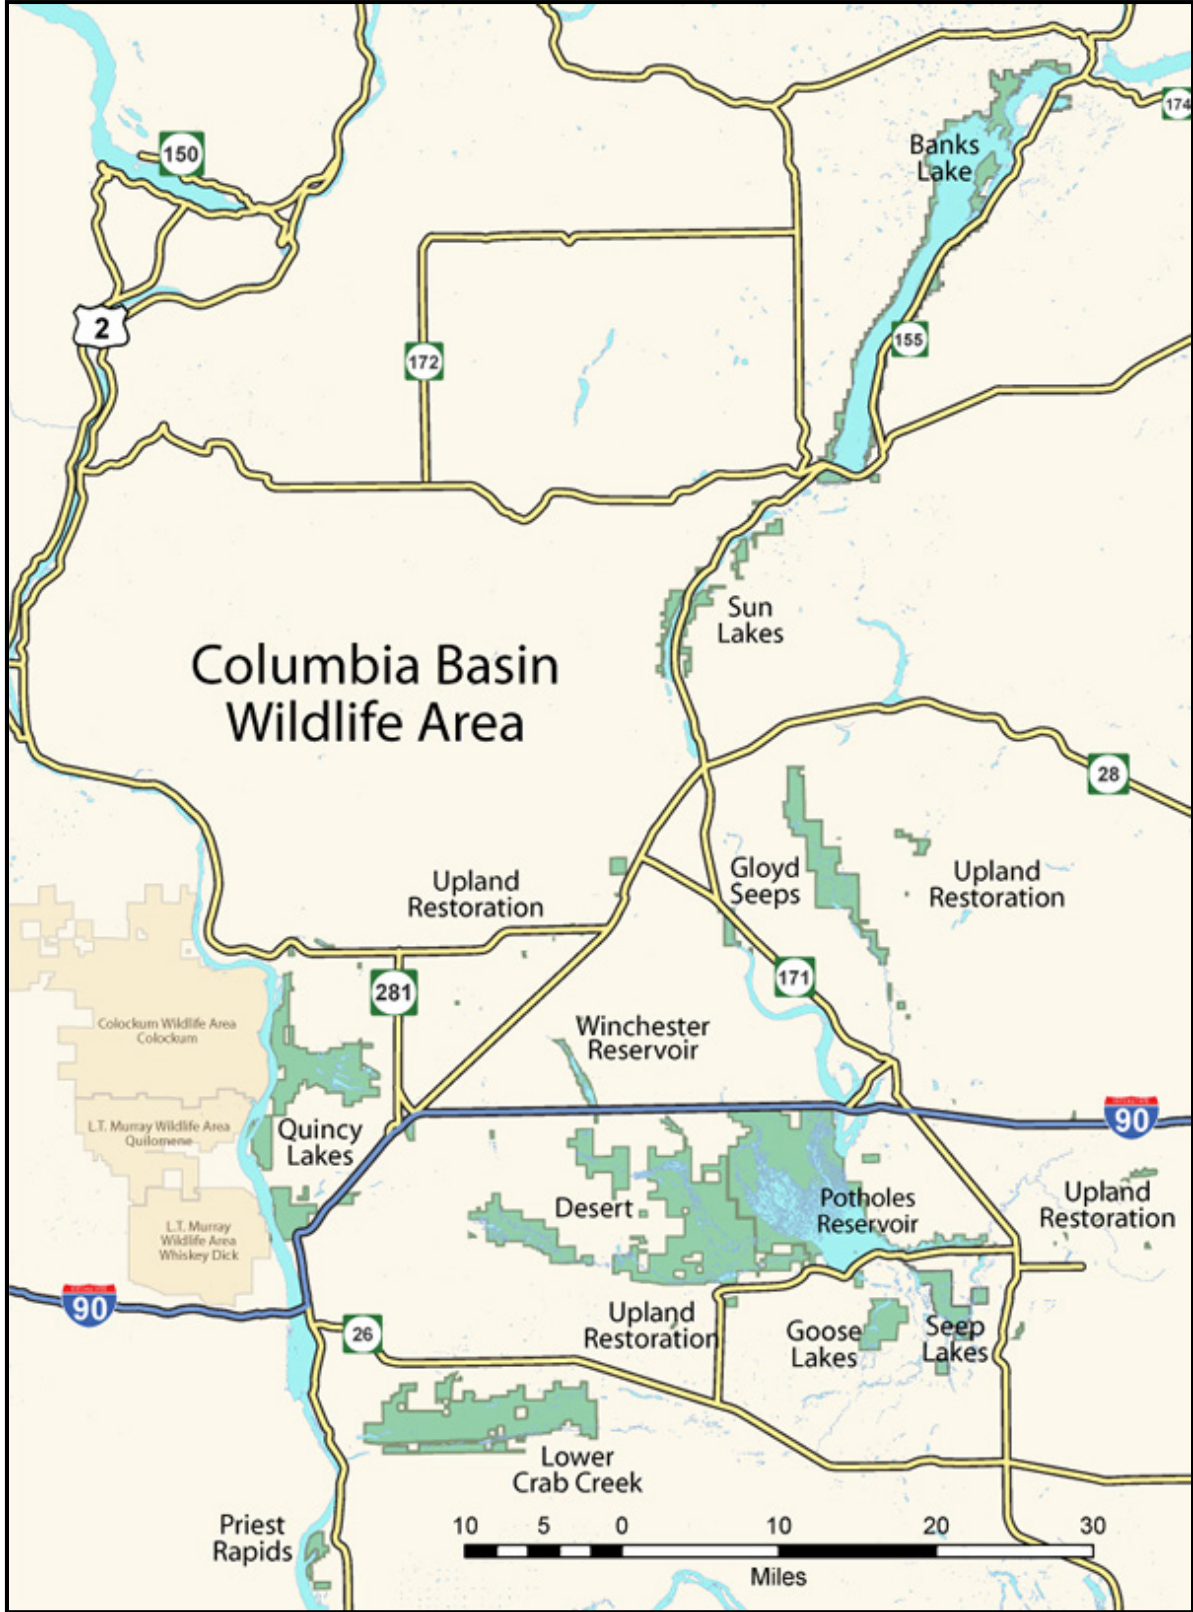 174
150
Banks
Lake
2
155
172
Sun
Lakes
Columbia Basin
Wildlife Area
28
Gloyd
Seeps
Upland
Restoration
Upland
Restoration
171
281
Winchester
Reservoir
Colockum Wildlife Area
Colockum
90
L.T. Murray Wildlife Area
Quilomene
Quincy
Lakes
Desert
Potholes
Reservoir
Upland
Restoration
L.T. Murray
Wildlife Area
Whiskey Dick
90
26
Upland
Restoration
Goose
Lakes
Seep
Lakes
Lower
Crab Creek
Priest
Rapids
10 5 0 10 20 30
Miles